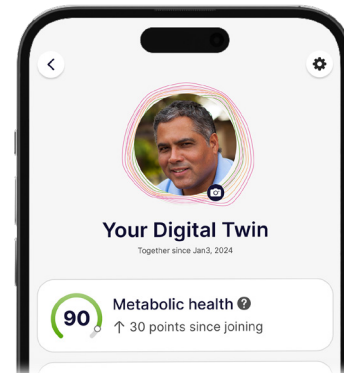 Your Digital Twin
Together since Jan3, 2024
90
Metabolic health ?
↑ 30 points since joining